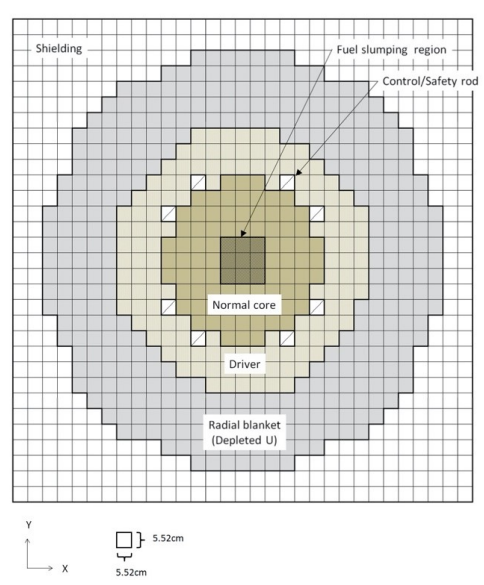 Shielding
Fuel slumping region
Control/Safety rod
Normal core
Driver
Radial blanket
(Depleted U)
Y
X
5.52cm
5.52cm